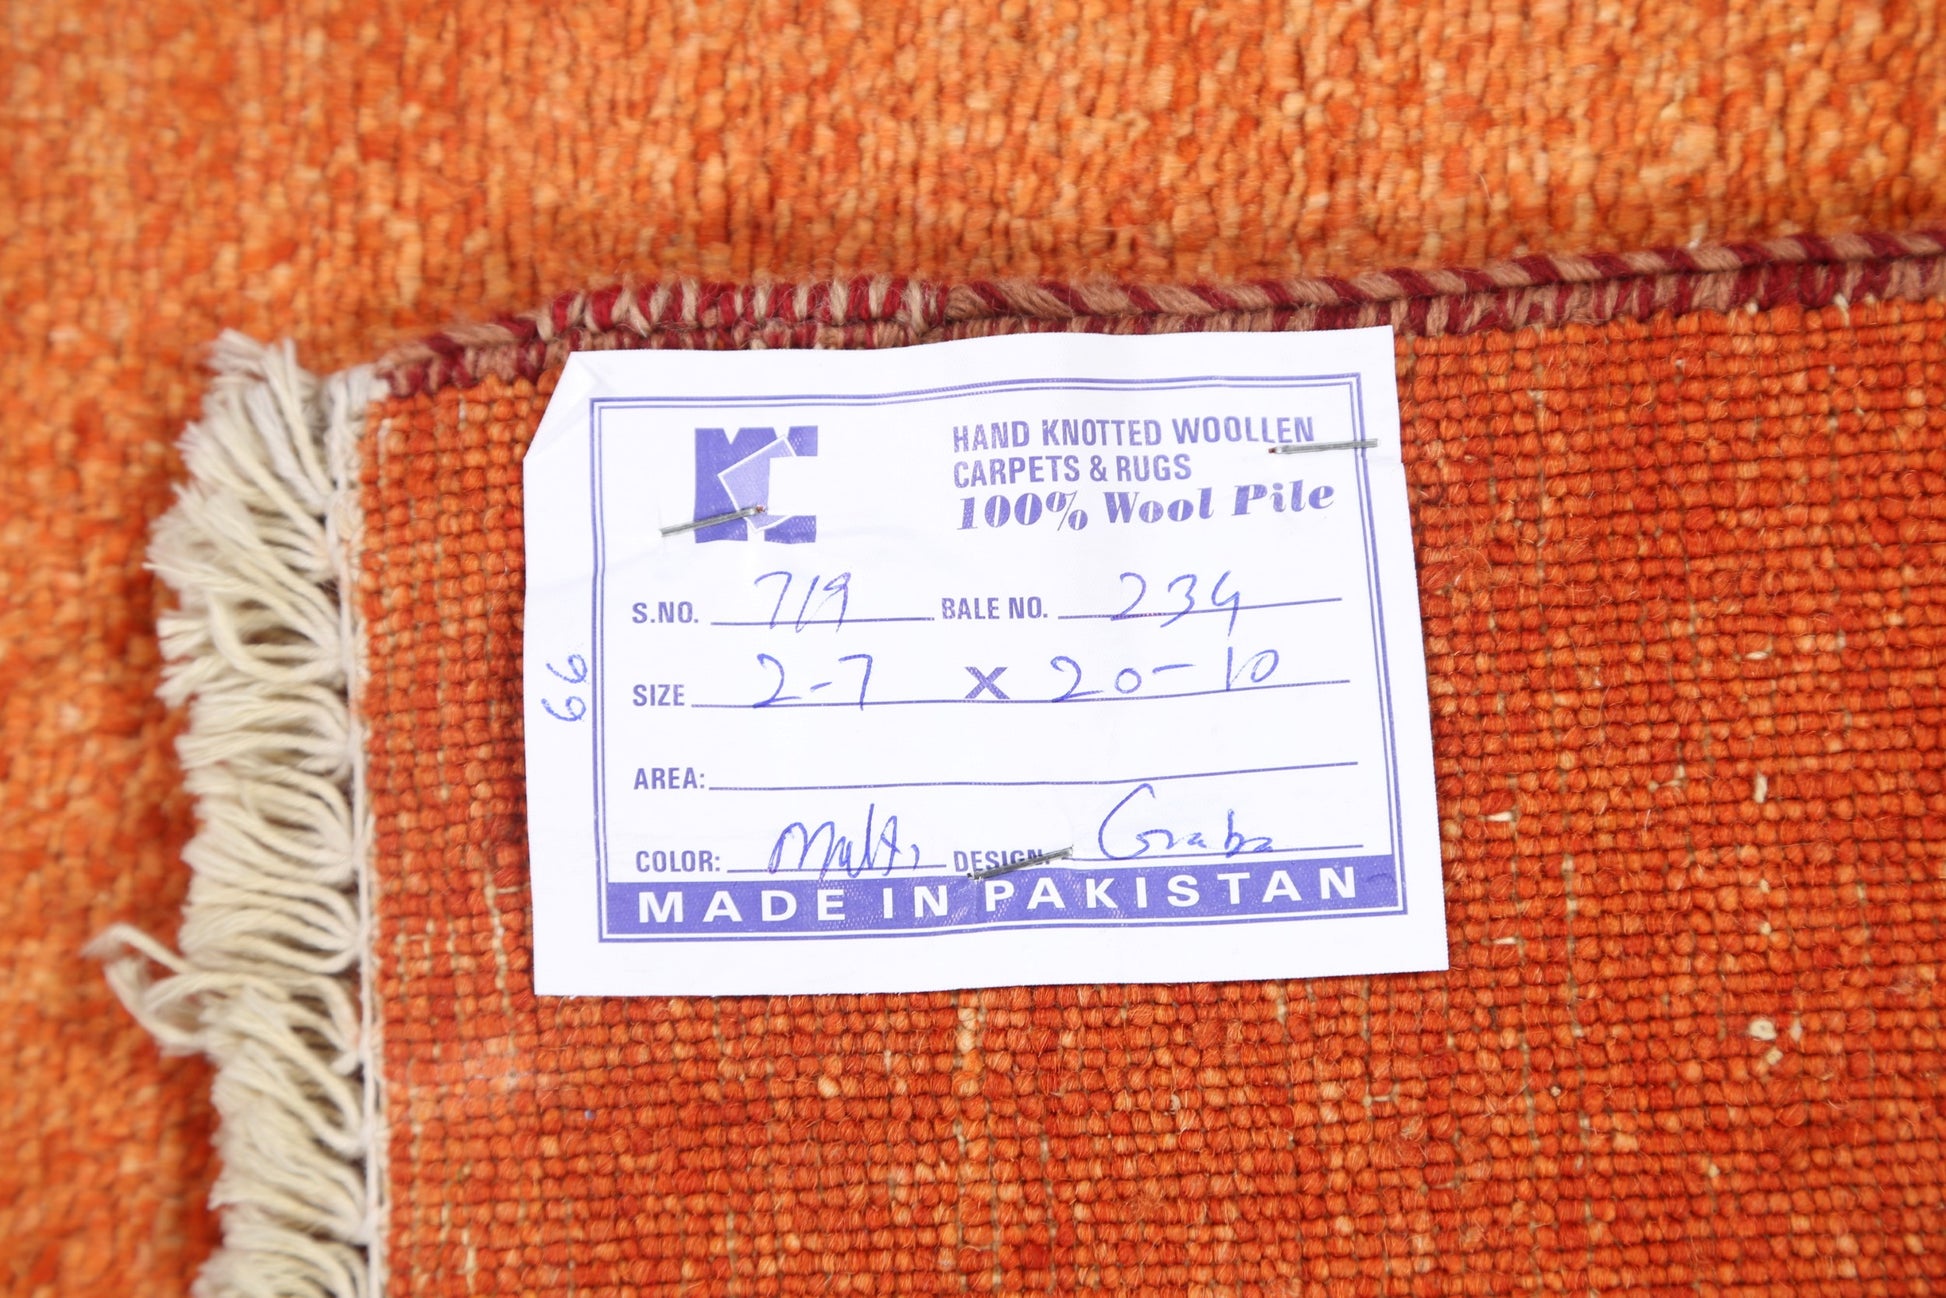 HAND KNOTTED WOOLLEN
CARPETS & RUGS
100% Wool Pile
S.NO. 719 BALE NO. 234
SIZE 2-7 X 20-10
AREA:
COLOR: Multi DESIGN:
MADE IN PAKISTAN
66